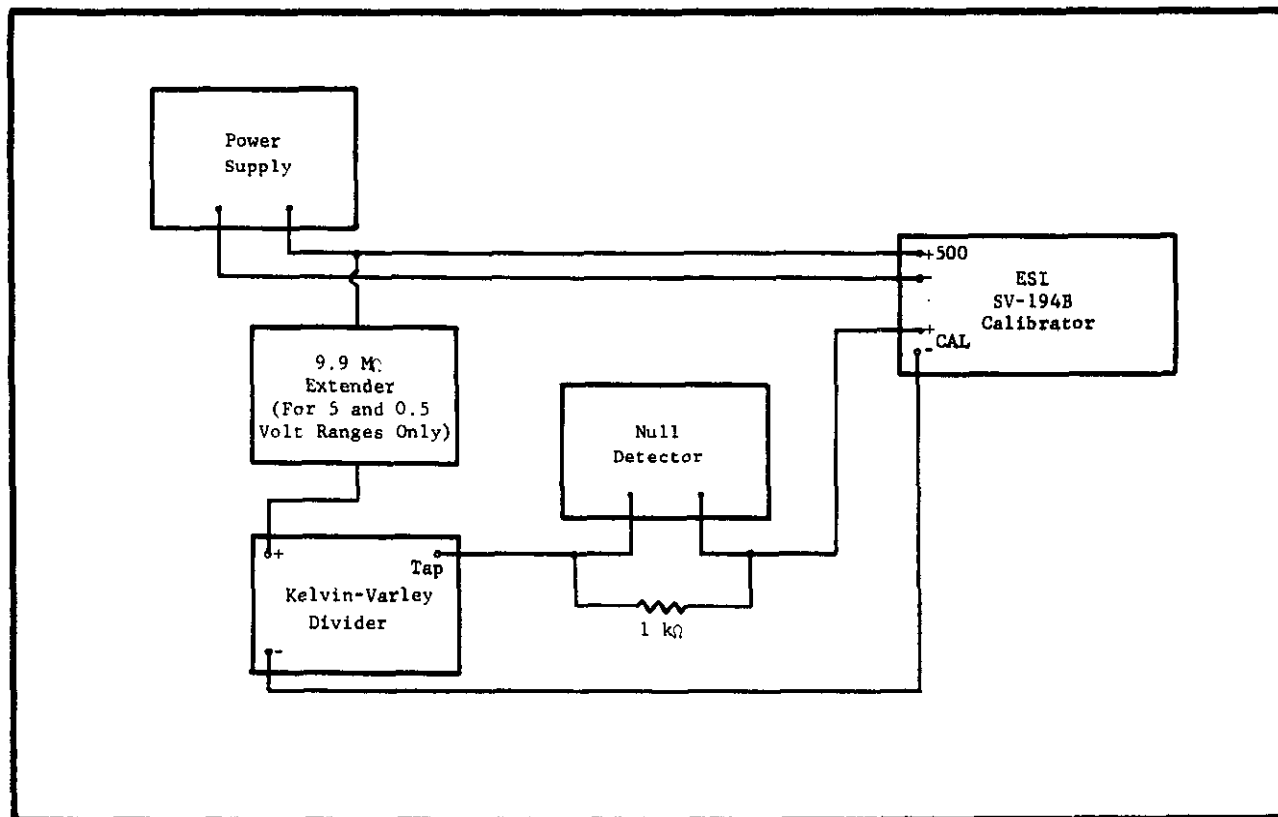 Power
Supply
+500
-
ESI
SV-194B
Calibrator
+
CAL
-
9.9 MΩ
Extender
(For 5 and 0.5
Volt Ranges Only)
Null
Detector
+
Tap
Kelvin-Varley
Divider
-
1 kΩ